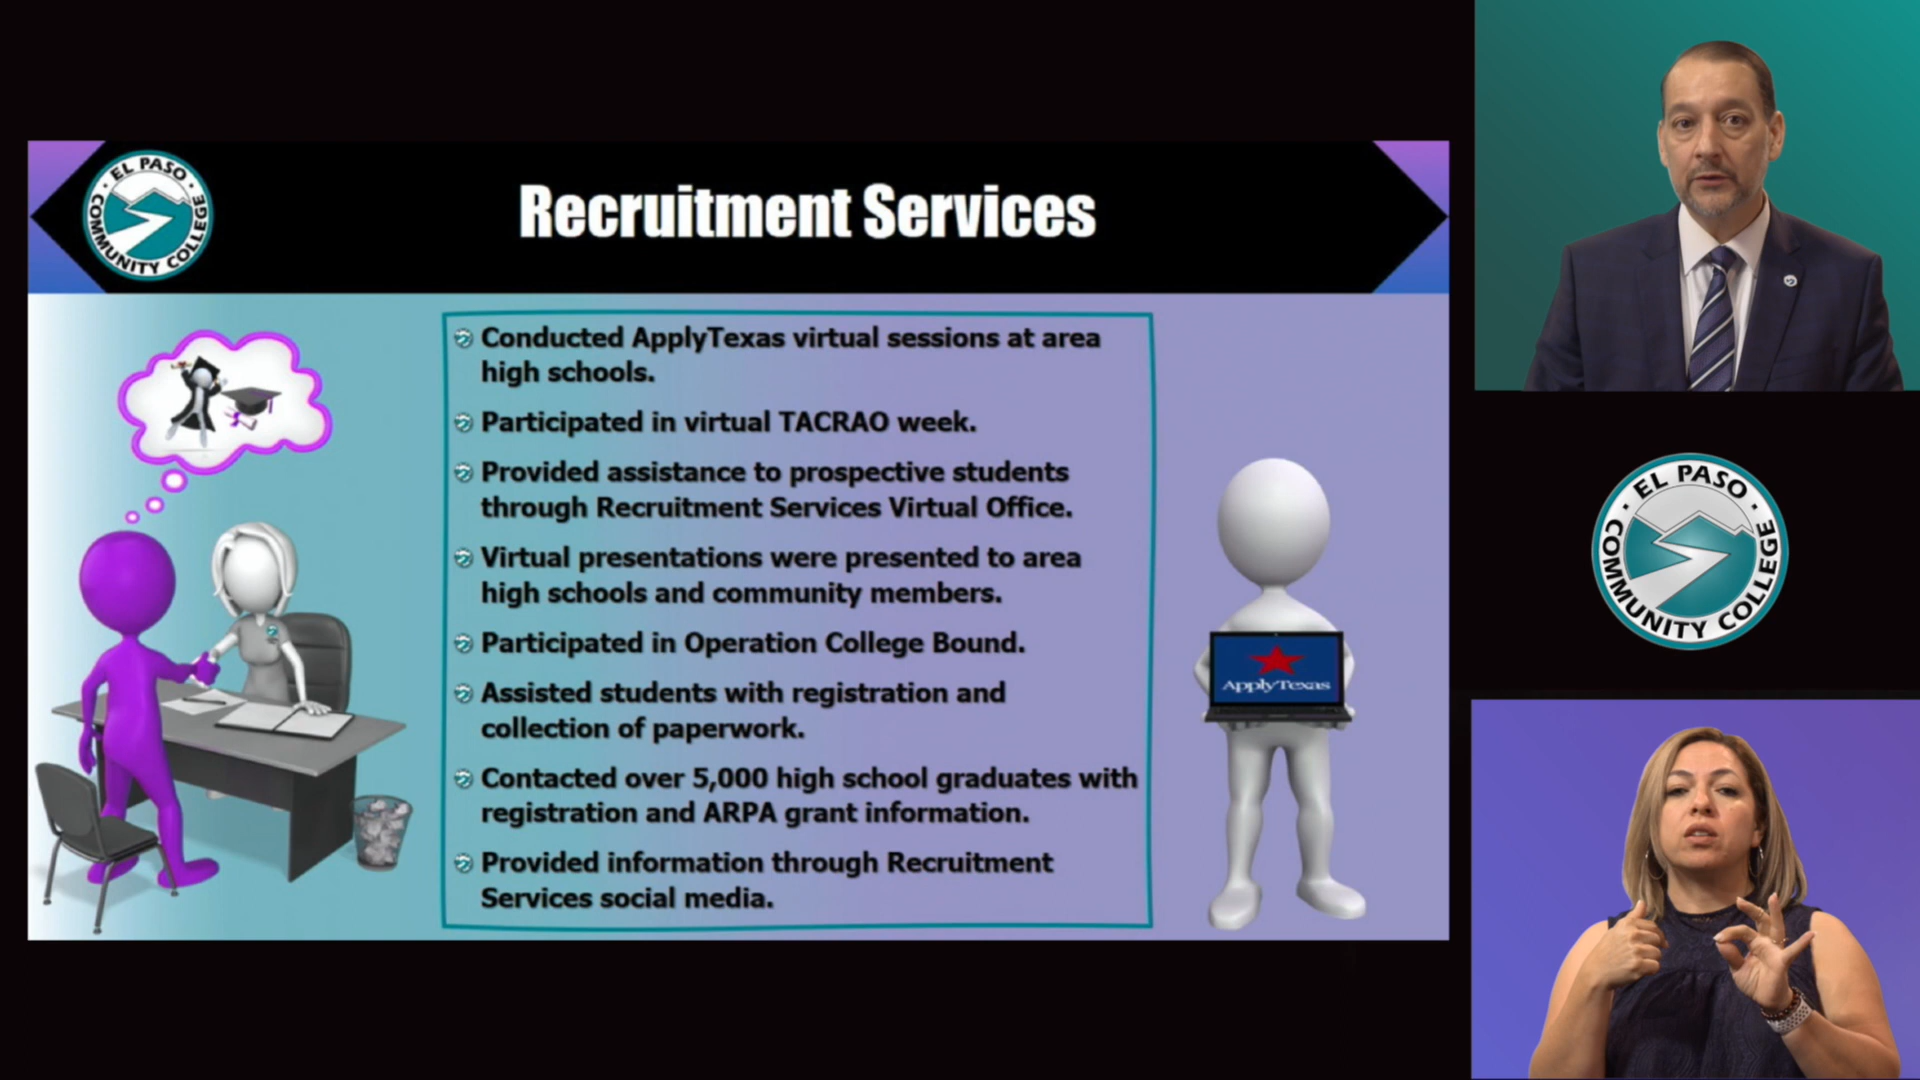 EL PASO
COMMUNITY COLLEGE
Recruitment Services
Conducted ApplyTexas virtual sessions at area
high schools.
Participated in virtual TACRAO week.
Provided assistance to prospective students
through Recruitment Services Virtual Office.
Virtual presentations were presented to area
high schools and community members.
Participated in Operation College Bound.
Assisted students with registration and
collection of paperwork.
Contacted over 5,000 high school graduates with
registration and ARPA grant information.
Provided information through Recruitment
Services social media.
ApplyTexas
EL PASO
COMMUNITY COLLEGE